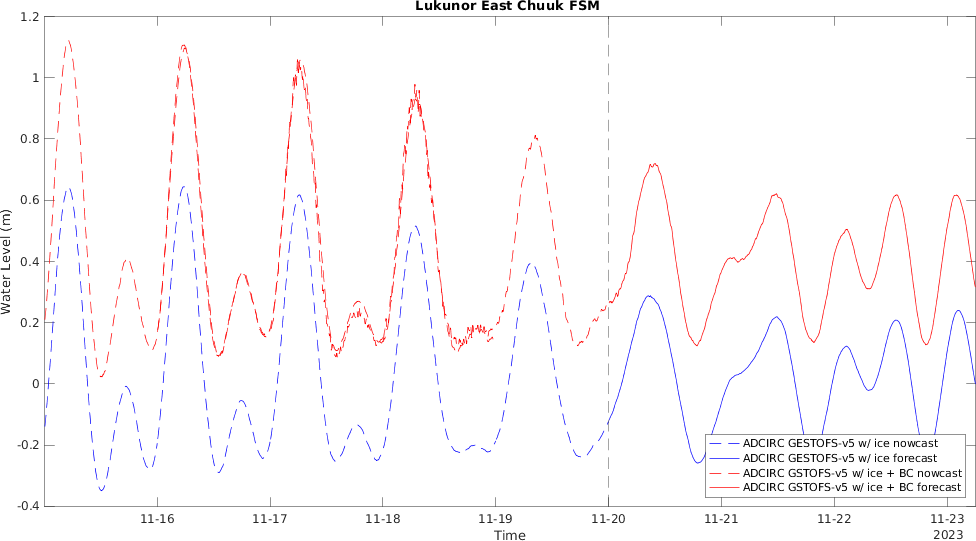 Lukunor East Chuuk FSM
1.2
1
0.8
0.6
0.4
0.2
0
-0.2
-0.4
Water Level (m)
11-16
11-17
11-18
11-19
11-20
11-21
11-22
11-23
Time
2023
ADCIRC GESTOFS-v5 w/ ice nowcast
ADCIRC GESTOFS-v5 w/ ice forecast
ADCIRC GSTOFS-v5 w/ ice + BC nowcast
ADCIRC GSTOFS-v5 w/ ice + BC forecast